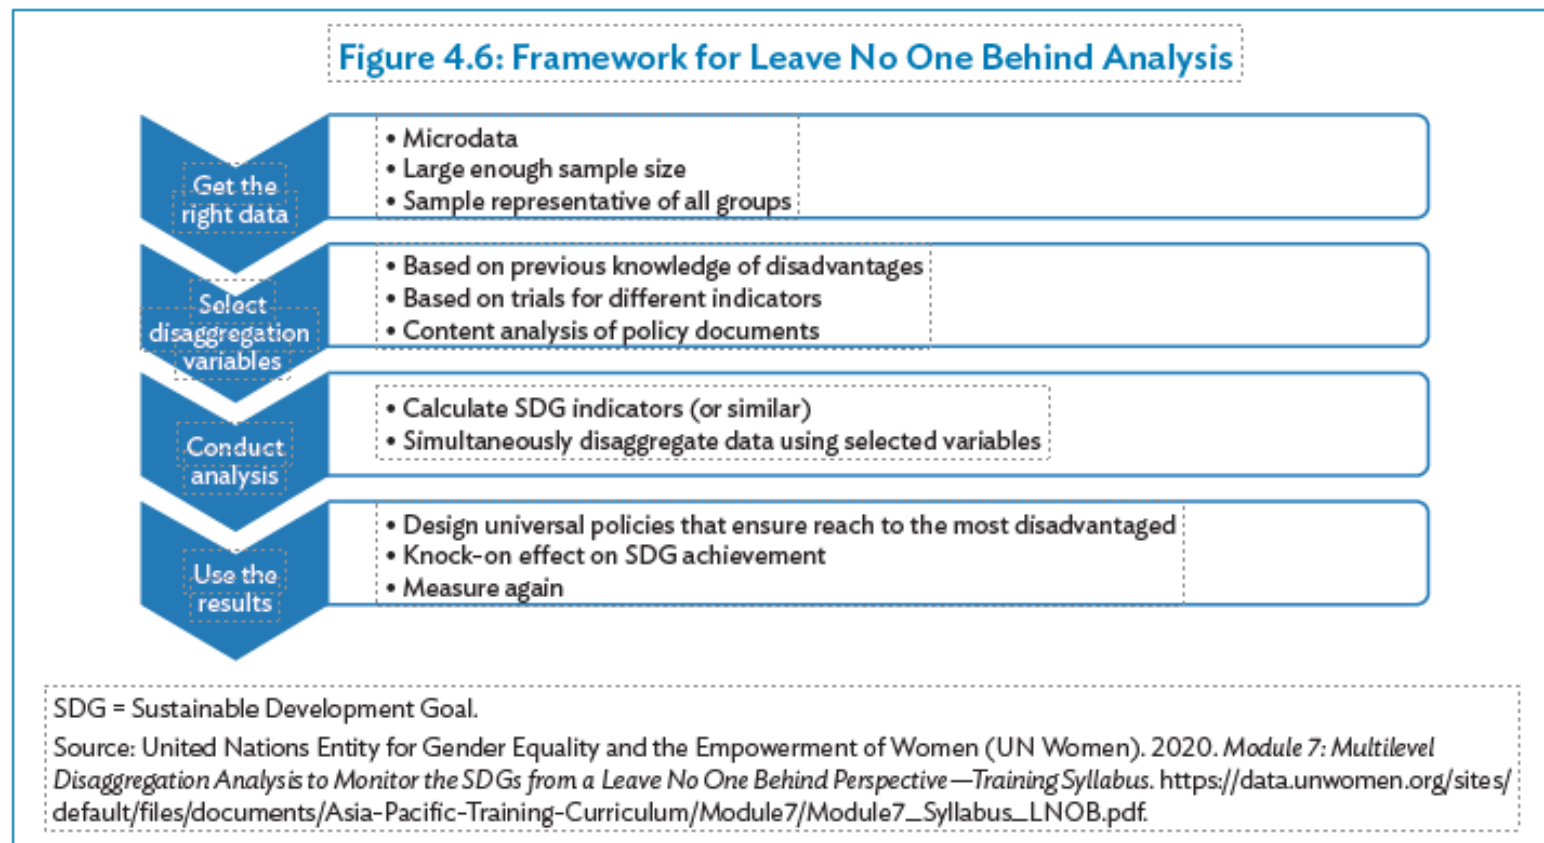 Figure 4.6: Framework for Leave No One Behind Analysis
Get the
right data
• Microdata
• Large enough sample size
• Sample representative of all groups
Select
disaggregation
variables
• Based on previous knowledge of disadvantages
• Based on trials for different indicators
• Content analysis of policy documents
Conduct
analysis
• Calculate SDG indicators (or similar)
• Simultaneously disaggregate data using selected variables
Use the
results
• Design universal policies that ensure reach to the most disadvantaged
• Knock-on effect on SDG achievement
• Measure again
SDG = Sustainable Development Goal.
Source: United Nations Entity for Gender Equality and the Empowerment of Women (UN Women). 2020. Module 7: Multilevel
Disaggregation Analysis to Monitor the SDGs from a Leave No One Behind Perspective—Training Syllabus. https://data.unwomen.org/sites/
default/files/documents/Asia-Pacific-Training-Curriculum/Module7/Module7_Syllabus_LNOB.pdf.